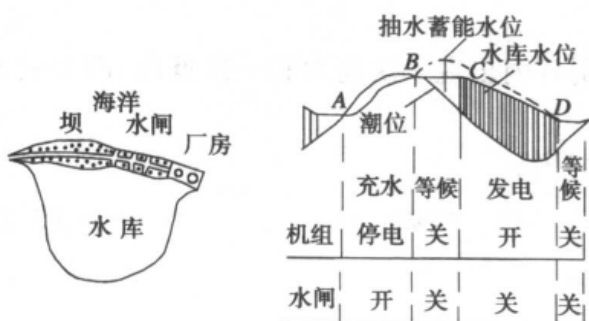 海洋
坝
水闸
厂房
水库
抽水蓄能水位
水库水位
A
B
C
D
潮位
充水 等候 发电 等候
机组 停电 关 开 关
水闸 开 关 关 关